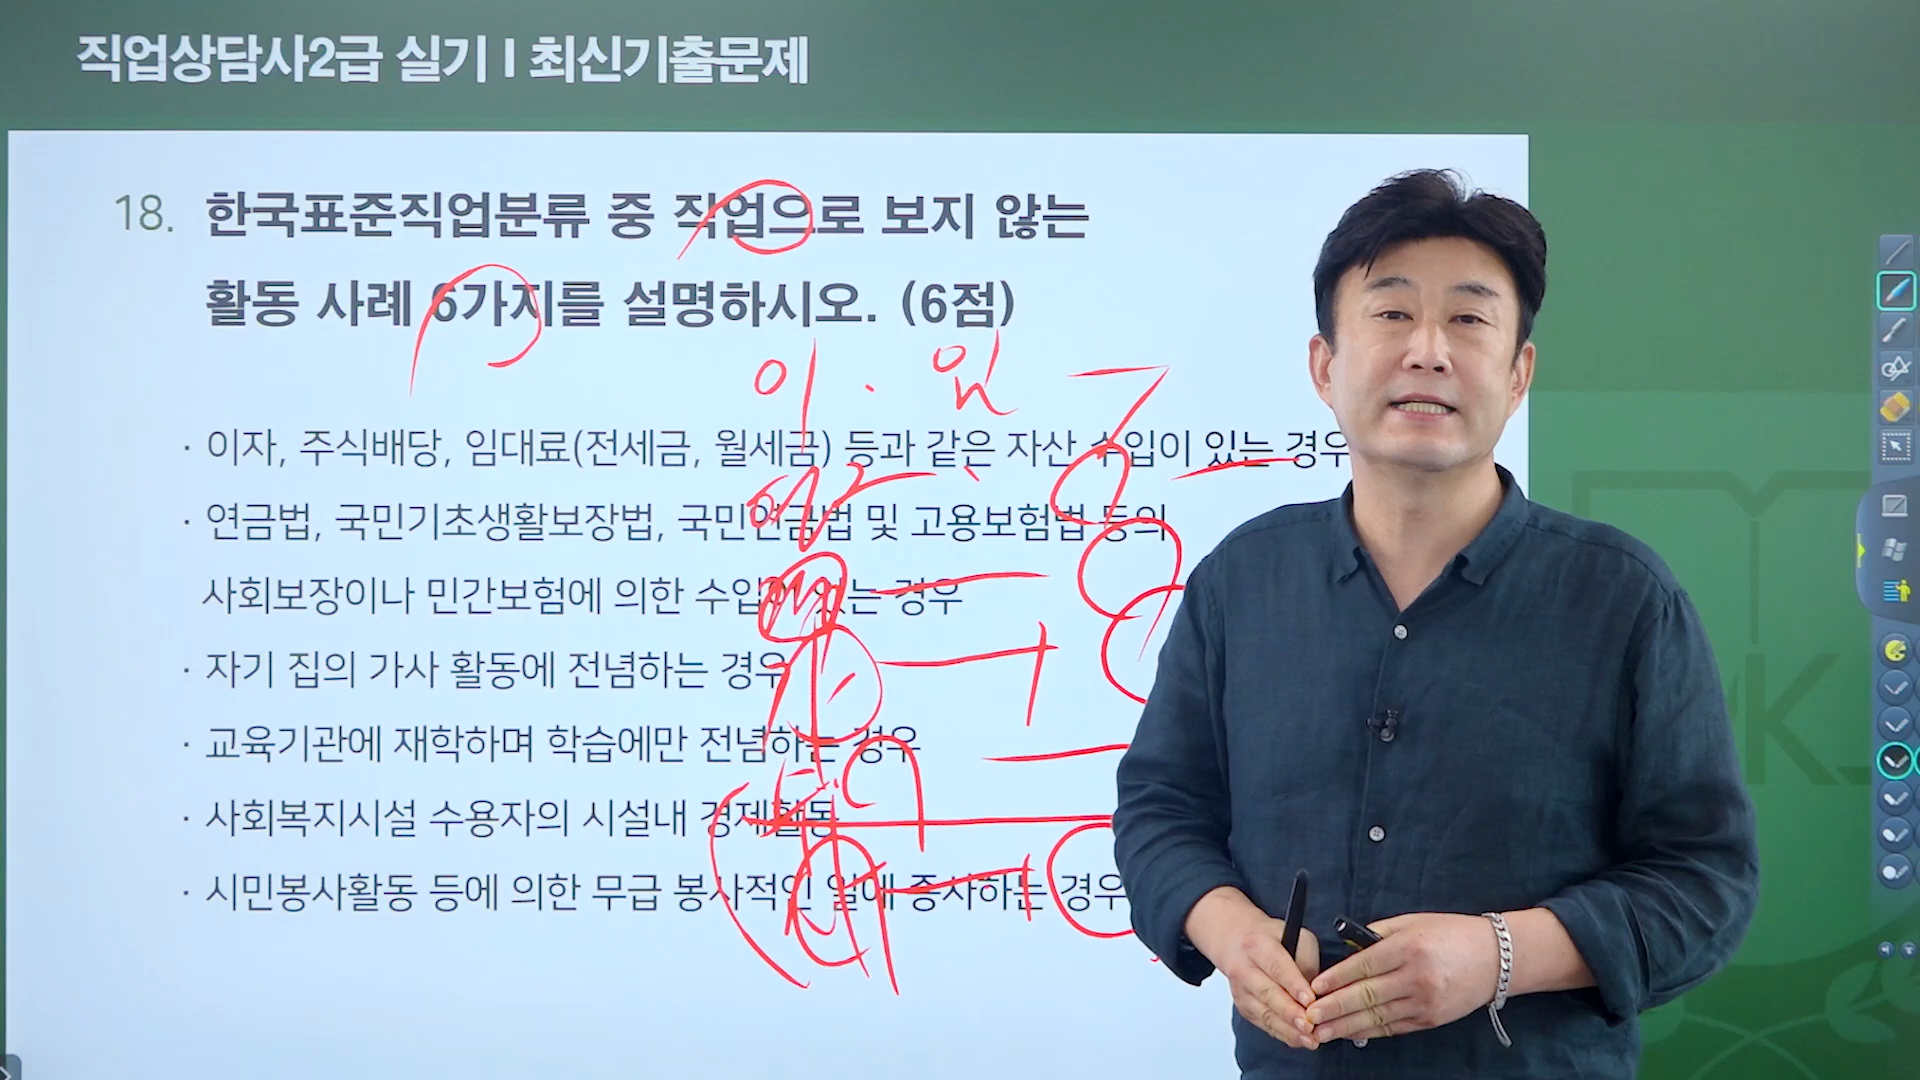 직업상담사2급 실기 I 최신기출문제
18. 한국표준직업분류 중 직업으로 보지 않는
활동 사례 6가지를 설명하시오. (6점)
· 이자, 주식배당, 임대료(전세금, 월세금) 등과 같은 자산 수입이 있는 경우
· 연금법, 국민기초생활보장법, 국민연금법 및 고용보험법 등의
사회보장이나 민간보험에 의한 수입이 있는 경우
· 자기 집의 가사 활동에 전념하는 경우
· 교육기관에 재학하며 학습에만 전념하는 경우
· 사회복지시설 수용자의 시설내 경제활동
· 시민봉사활동 등에 의한 무급 봉사적인 일에 종사하는 경우